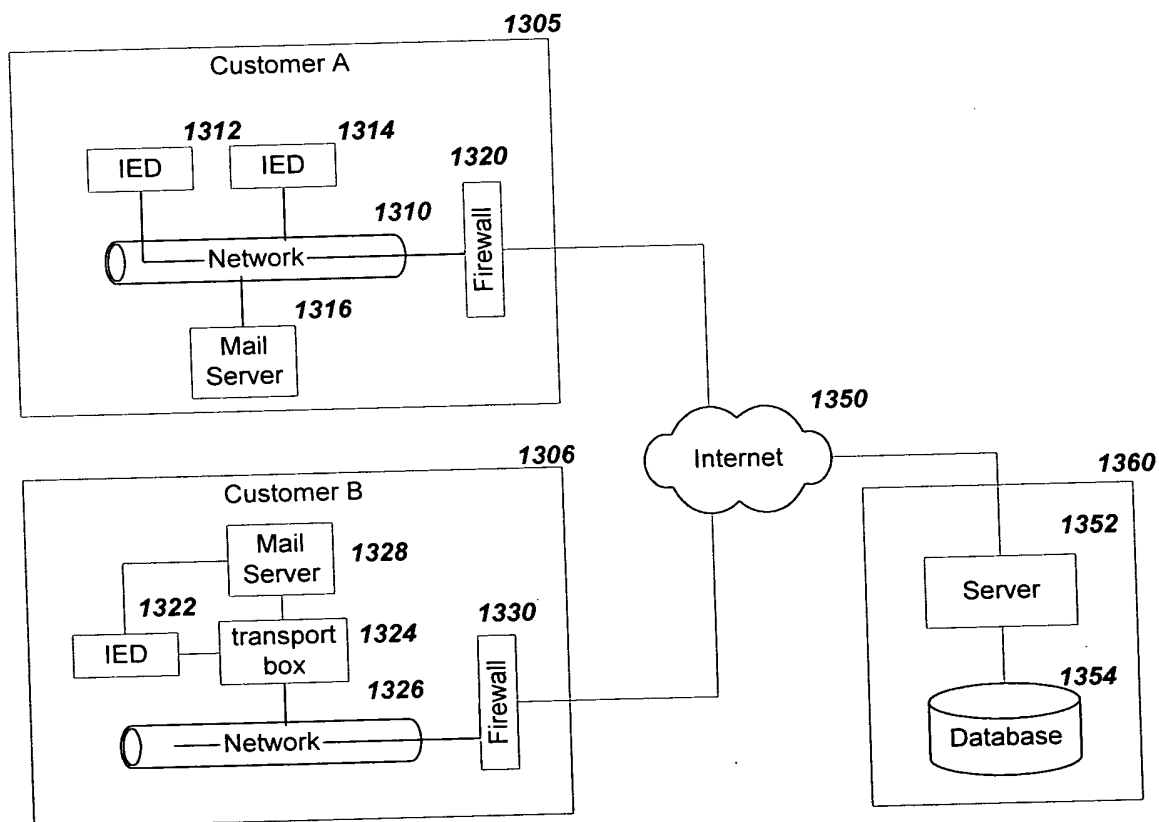 1305
Customer A
1312
1314
IED
IED
1320
1310
Firewall
Network
1316
Mail
Server
1350
Internet
1306
Customer B
1360
Mail
Server
1328
1352
1322
1330
Server
IED
transport
box
1324
1326
Firewall
Network
1354
Database